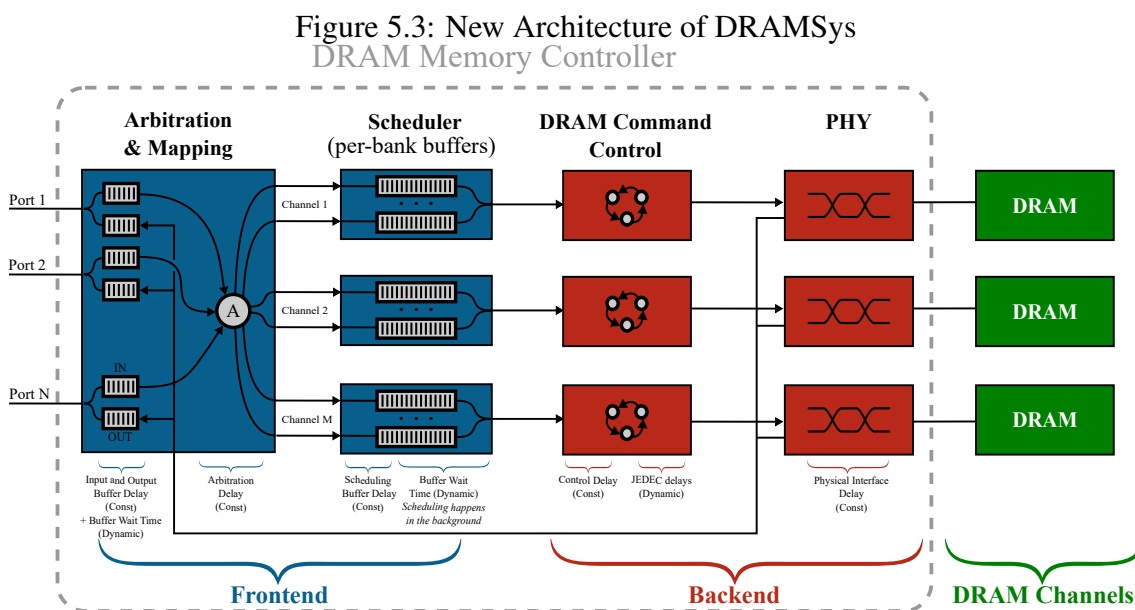 Figure 5.3: New Architecture of DRAMSys
DRAM Memory Controller
Arbitration
& Mapping
Scheduler
(per-bank buffers)
DRAM Command
Control
PHY
Port 1
Port 2
Port N
IN
OUT
A
Channel 1
Channel 2
Channel M
. . .
. . .
. . .
DRAM
DRAM
DRAM
Input and Output
Buffer Delay
(Const)
+ Buffer Wait Time
(Dynamic)
Arbitration
Delay
(Const)
Scheduling
Buffer Delay
(Const)
Buffer Wait
Time (Dynamic)
Scheduling happens
in the background
Control Delay
(Const)
JEDEC delays
(Dynamic)
Physical Interface
Delay
(Const)
Frontend
Backend
DRAM Channels